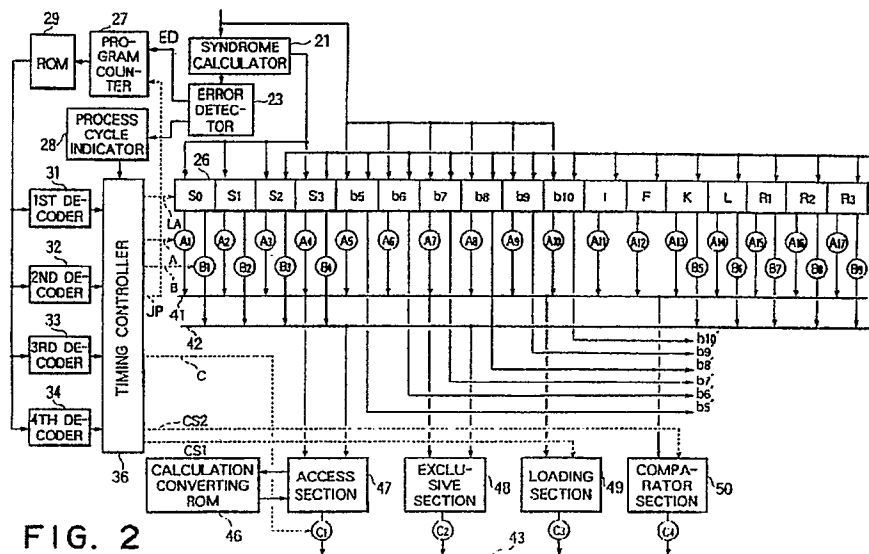 29
27
ED
ROM
PRO-
GRAM
COUN-
TER
SYNDROME
CALCULATOR
21
ERROR
DETEC-
TOR
23
PROCESS
CYCLE
INDICATOR
28
26
S0 S1 S2 S3 b5 b6 b7 b8 b9 b10 I F K L R1 R2 R3
31
1ST DE-
CODER
LA
A1 A2 A3 A4 A5 A6 A7 A8 A9 A10 A11 A12 A13 A14 A15 A16 A17
A
B1 B2 B3 B4 B5 B6 B7 B8 B9
B
32
2ND DE-
CODER
JP
41
42
TIMING CONTROLLER
33
3RD DE-
CODER
C
b10'
b9'
b8'
b7'
b6'
b5'
34
4TH DE-
CODER
CS2
CS1
36
CALCULATION
CONVERTING
ROM
46
ACCESS
SECTION
47
EXCLU-
SIVE
SECTION
48
LOADING
SECTION
49
COMPA-
RATOR
SECTION
50
C1 C2 C3 C4
43
FIG. 2